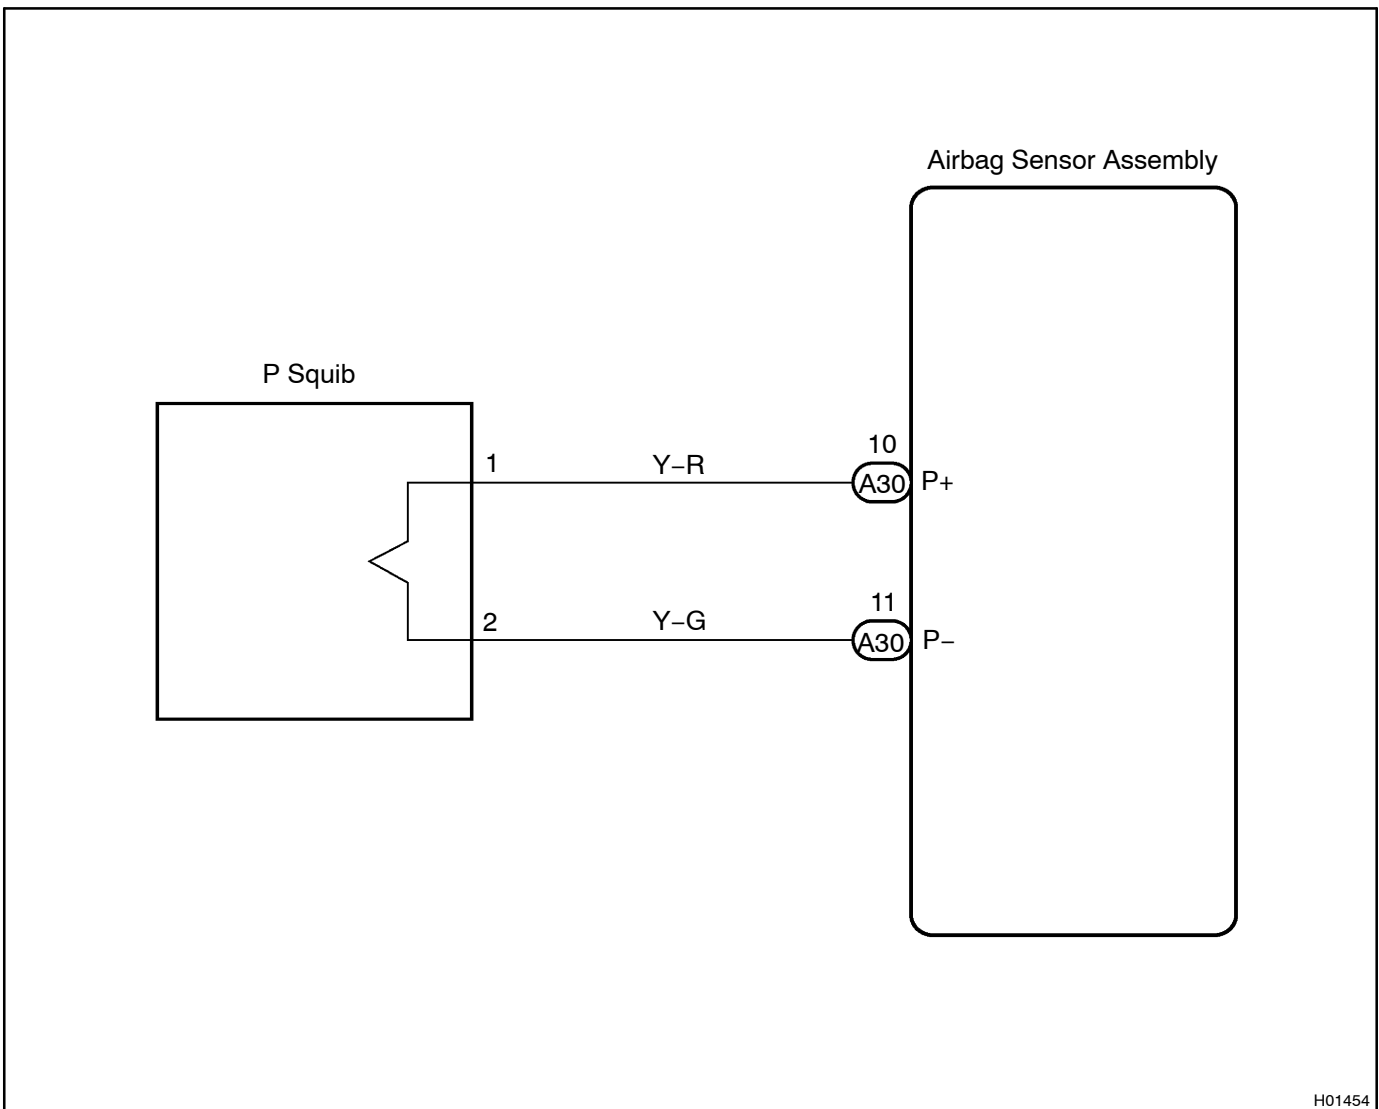 Airbag Sensor Assembly
P Squib
10
1
Y–R
A30
P+
11
2
Y–G
A30
P–
H01454